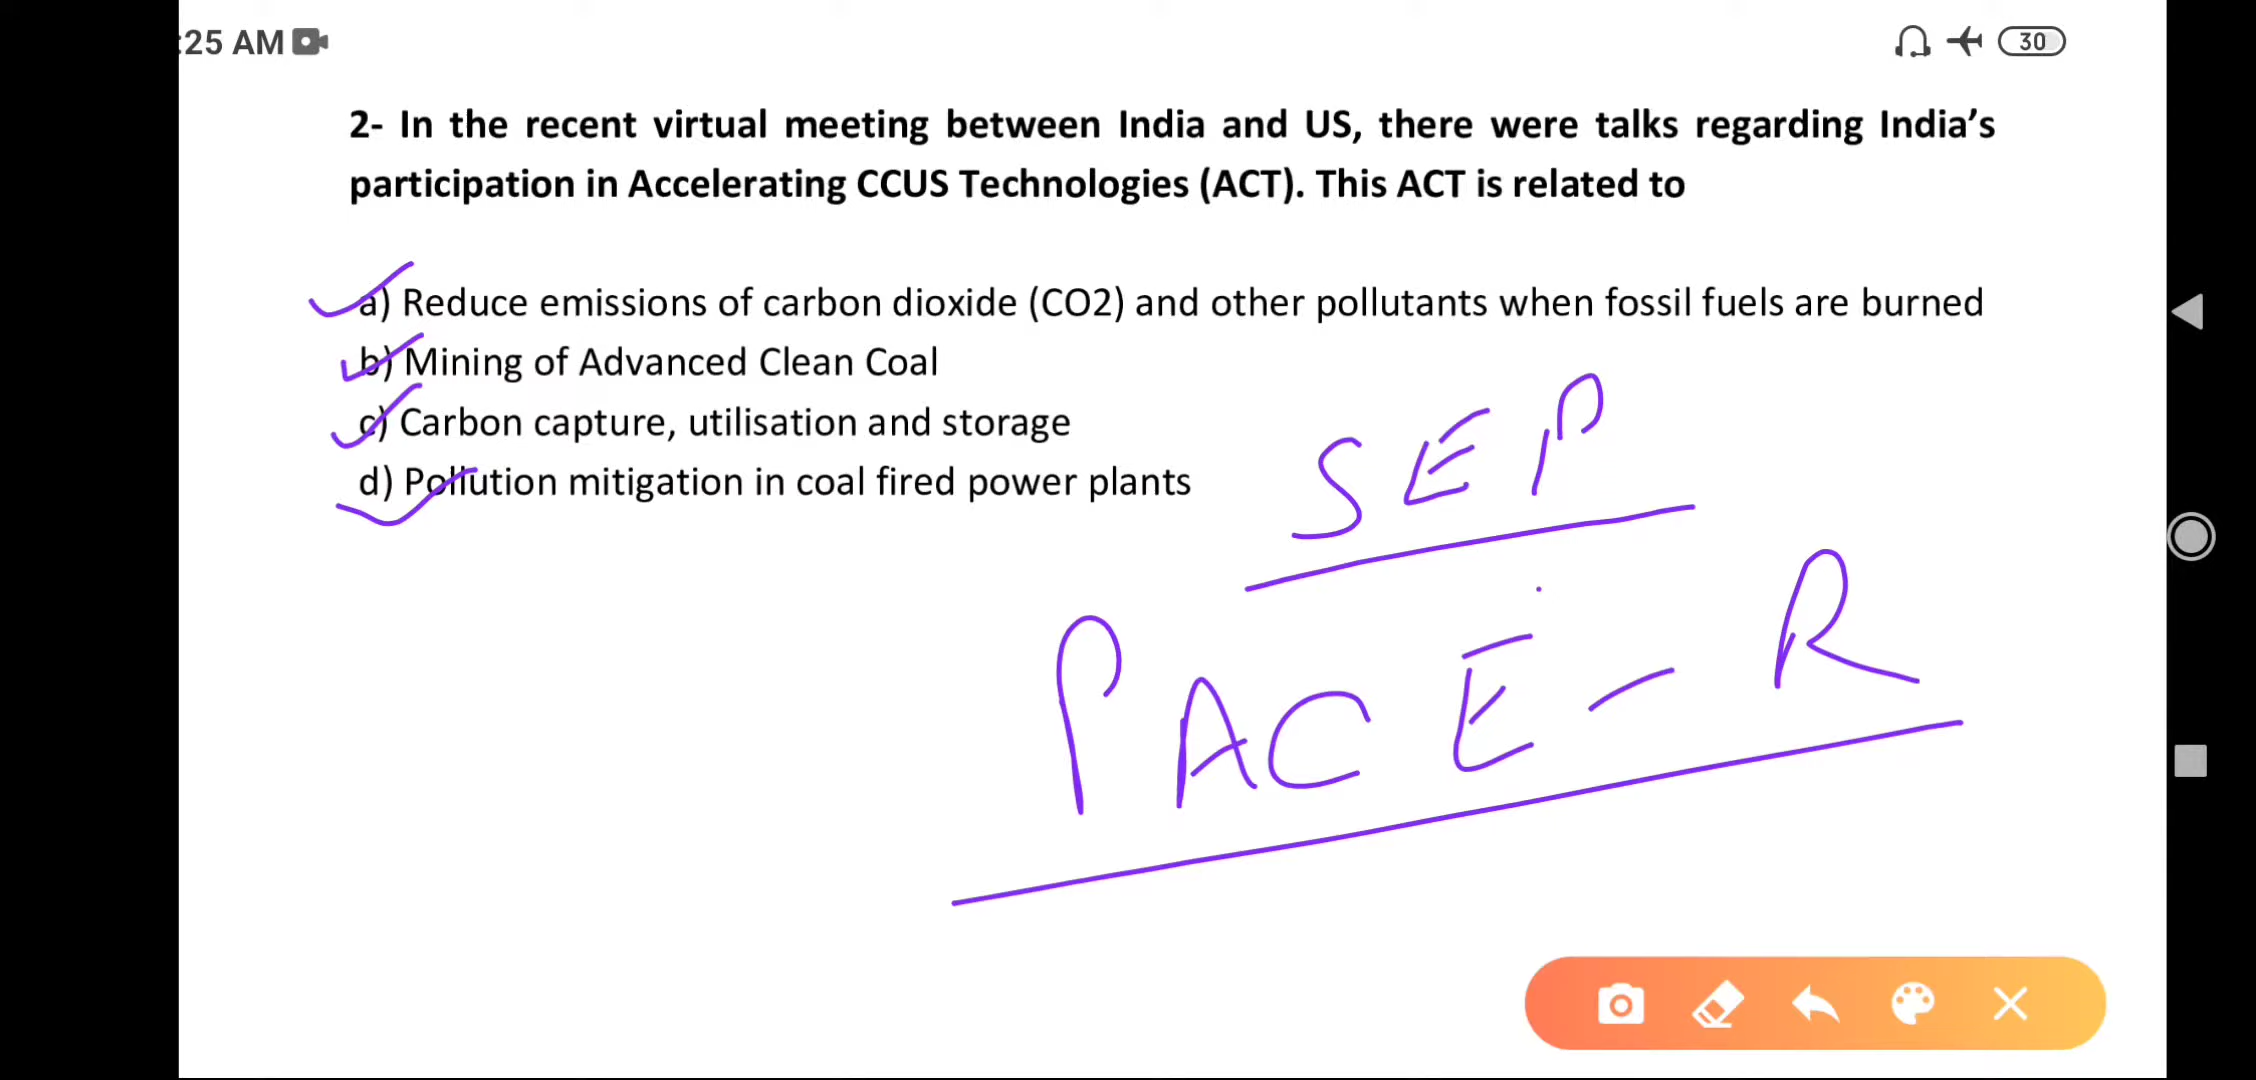 :25 AM
30
2- In the recent virtual meeting between India and US, there were talks regarding India’s
participation in Accelerating CCUS Technologies (ACT). This ACT is related to
a) Reduce emissions of carbon dioxide (CO2) and other pollutants when fossil fuels are burned
b) Mining of Advanced Clean Coal
c) Carbon capture, utilisation and storage
d) Pollution mitigation in coal fired power plants
SEP
PACE-R